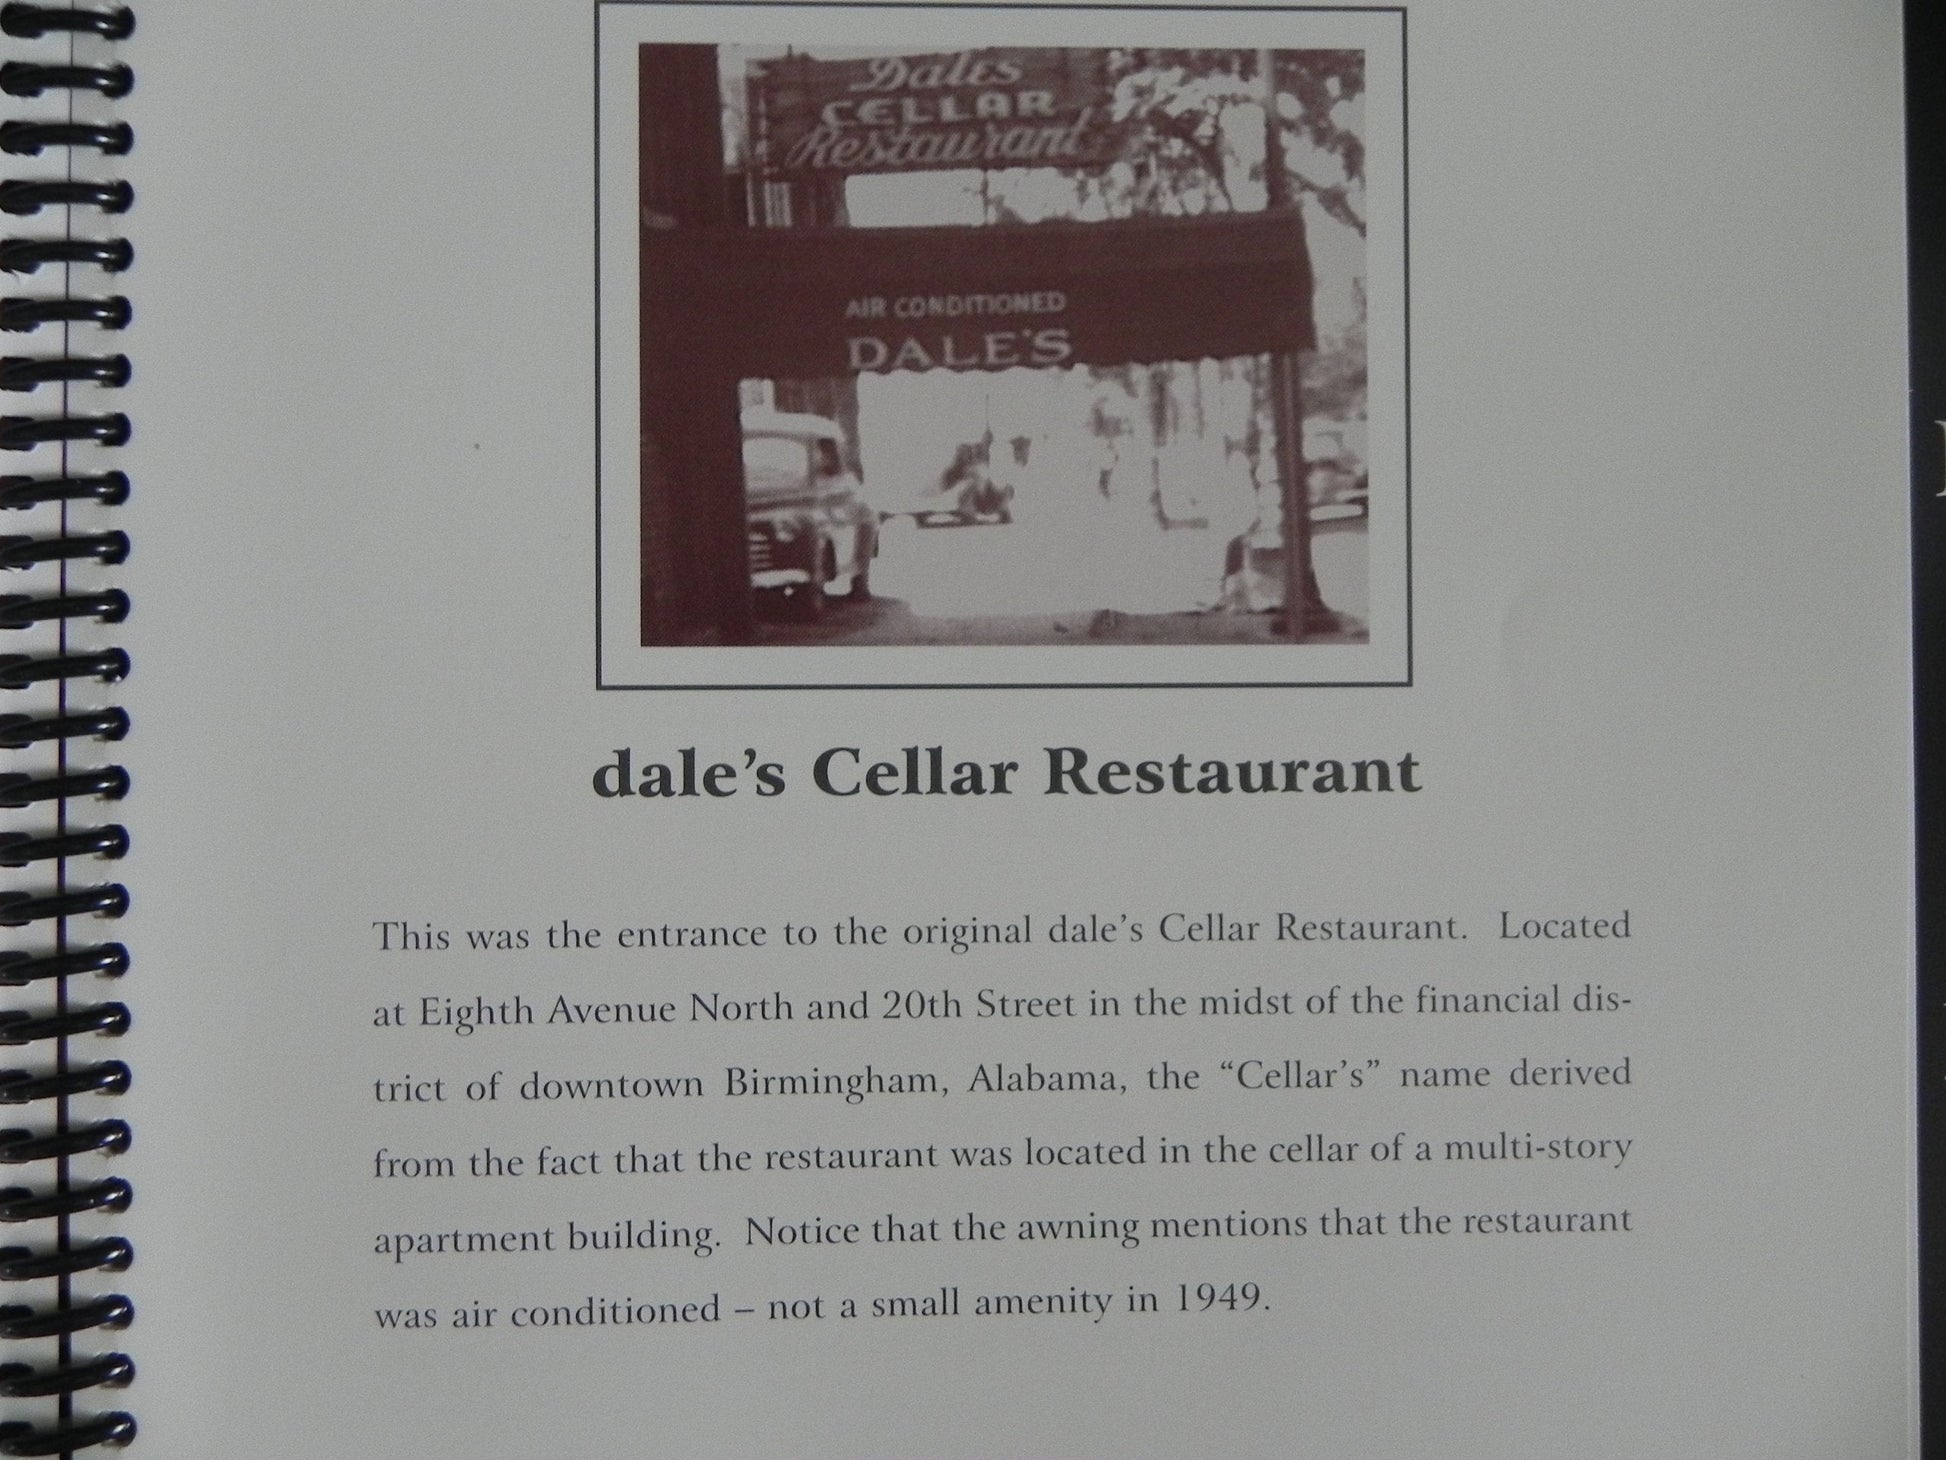 Dales
CELLAR
Restaurant
AIR CONDITIONED
DALE'S
dale's Cellar Restaurant
This was the entrance to the original dale's Cellar Restaurant. Located
at Eighth Avenue North and 20th Street in the midst of the financial dis-
trict of downtown Birmingham, Alabama, the “Cellar's” name derived
from the fact that the restaurant was located in the cellar of a multi-story
apartment building. Notice that the awning mentions that the restaurant
was air conditioned – not a small amenity in 1949.